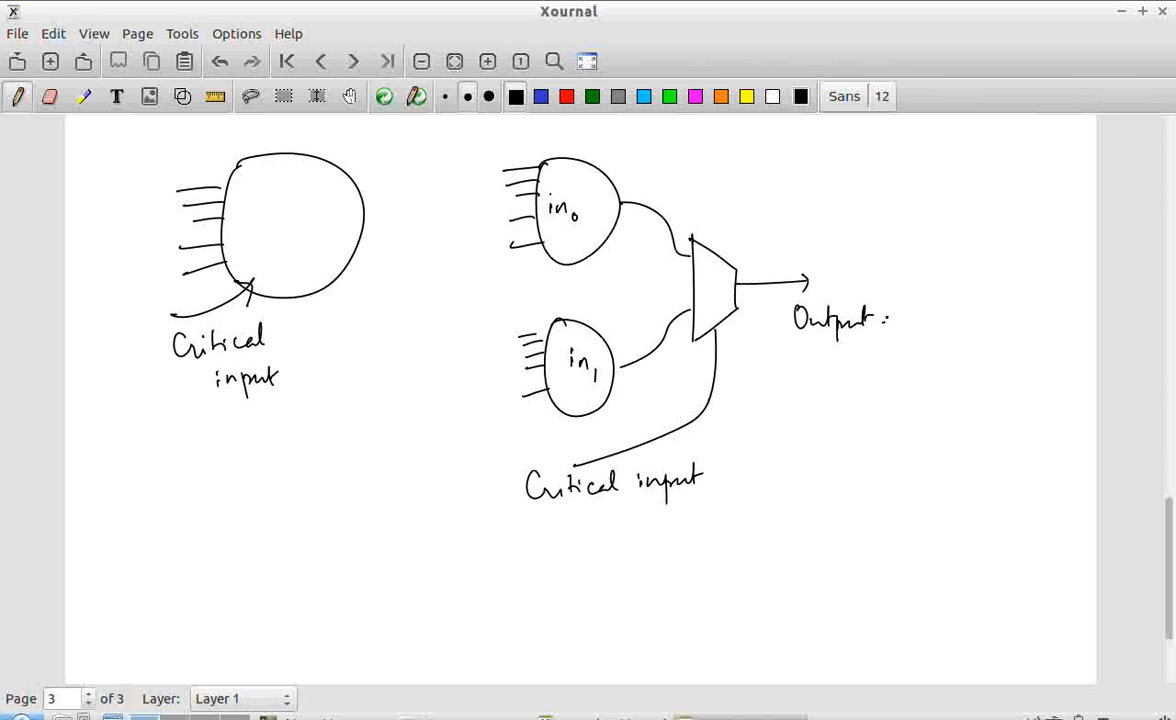 Xournal
File Edit View Page Tools Options Help
Sans 12
in0
Output :
Critical
input
in1
Critical input
Page 3 of 3 Layer: Layer 1